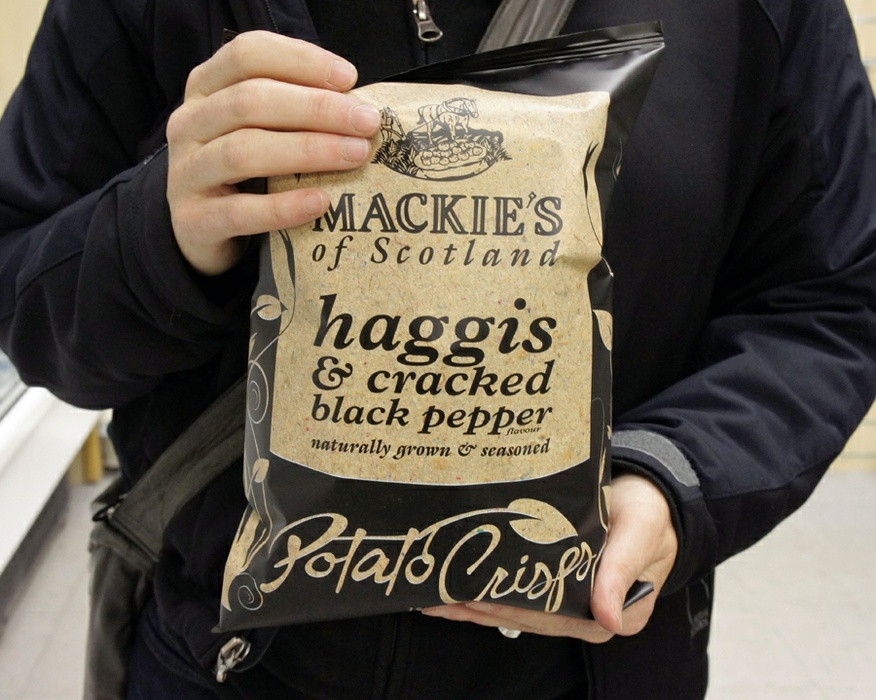 MACKIE'S
of Scotland
haggis
& cracked
black pepper
flavour
naturally grown & seasoned
Potato Crisps